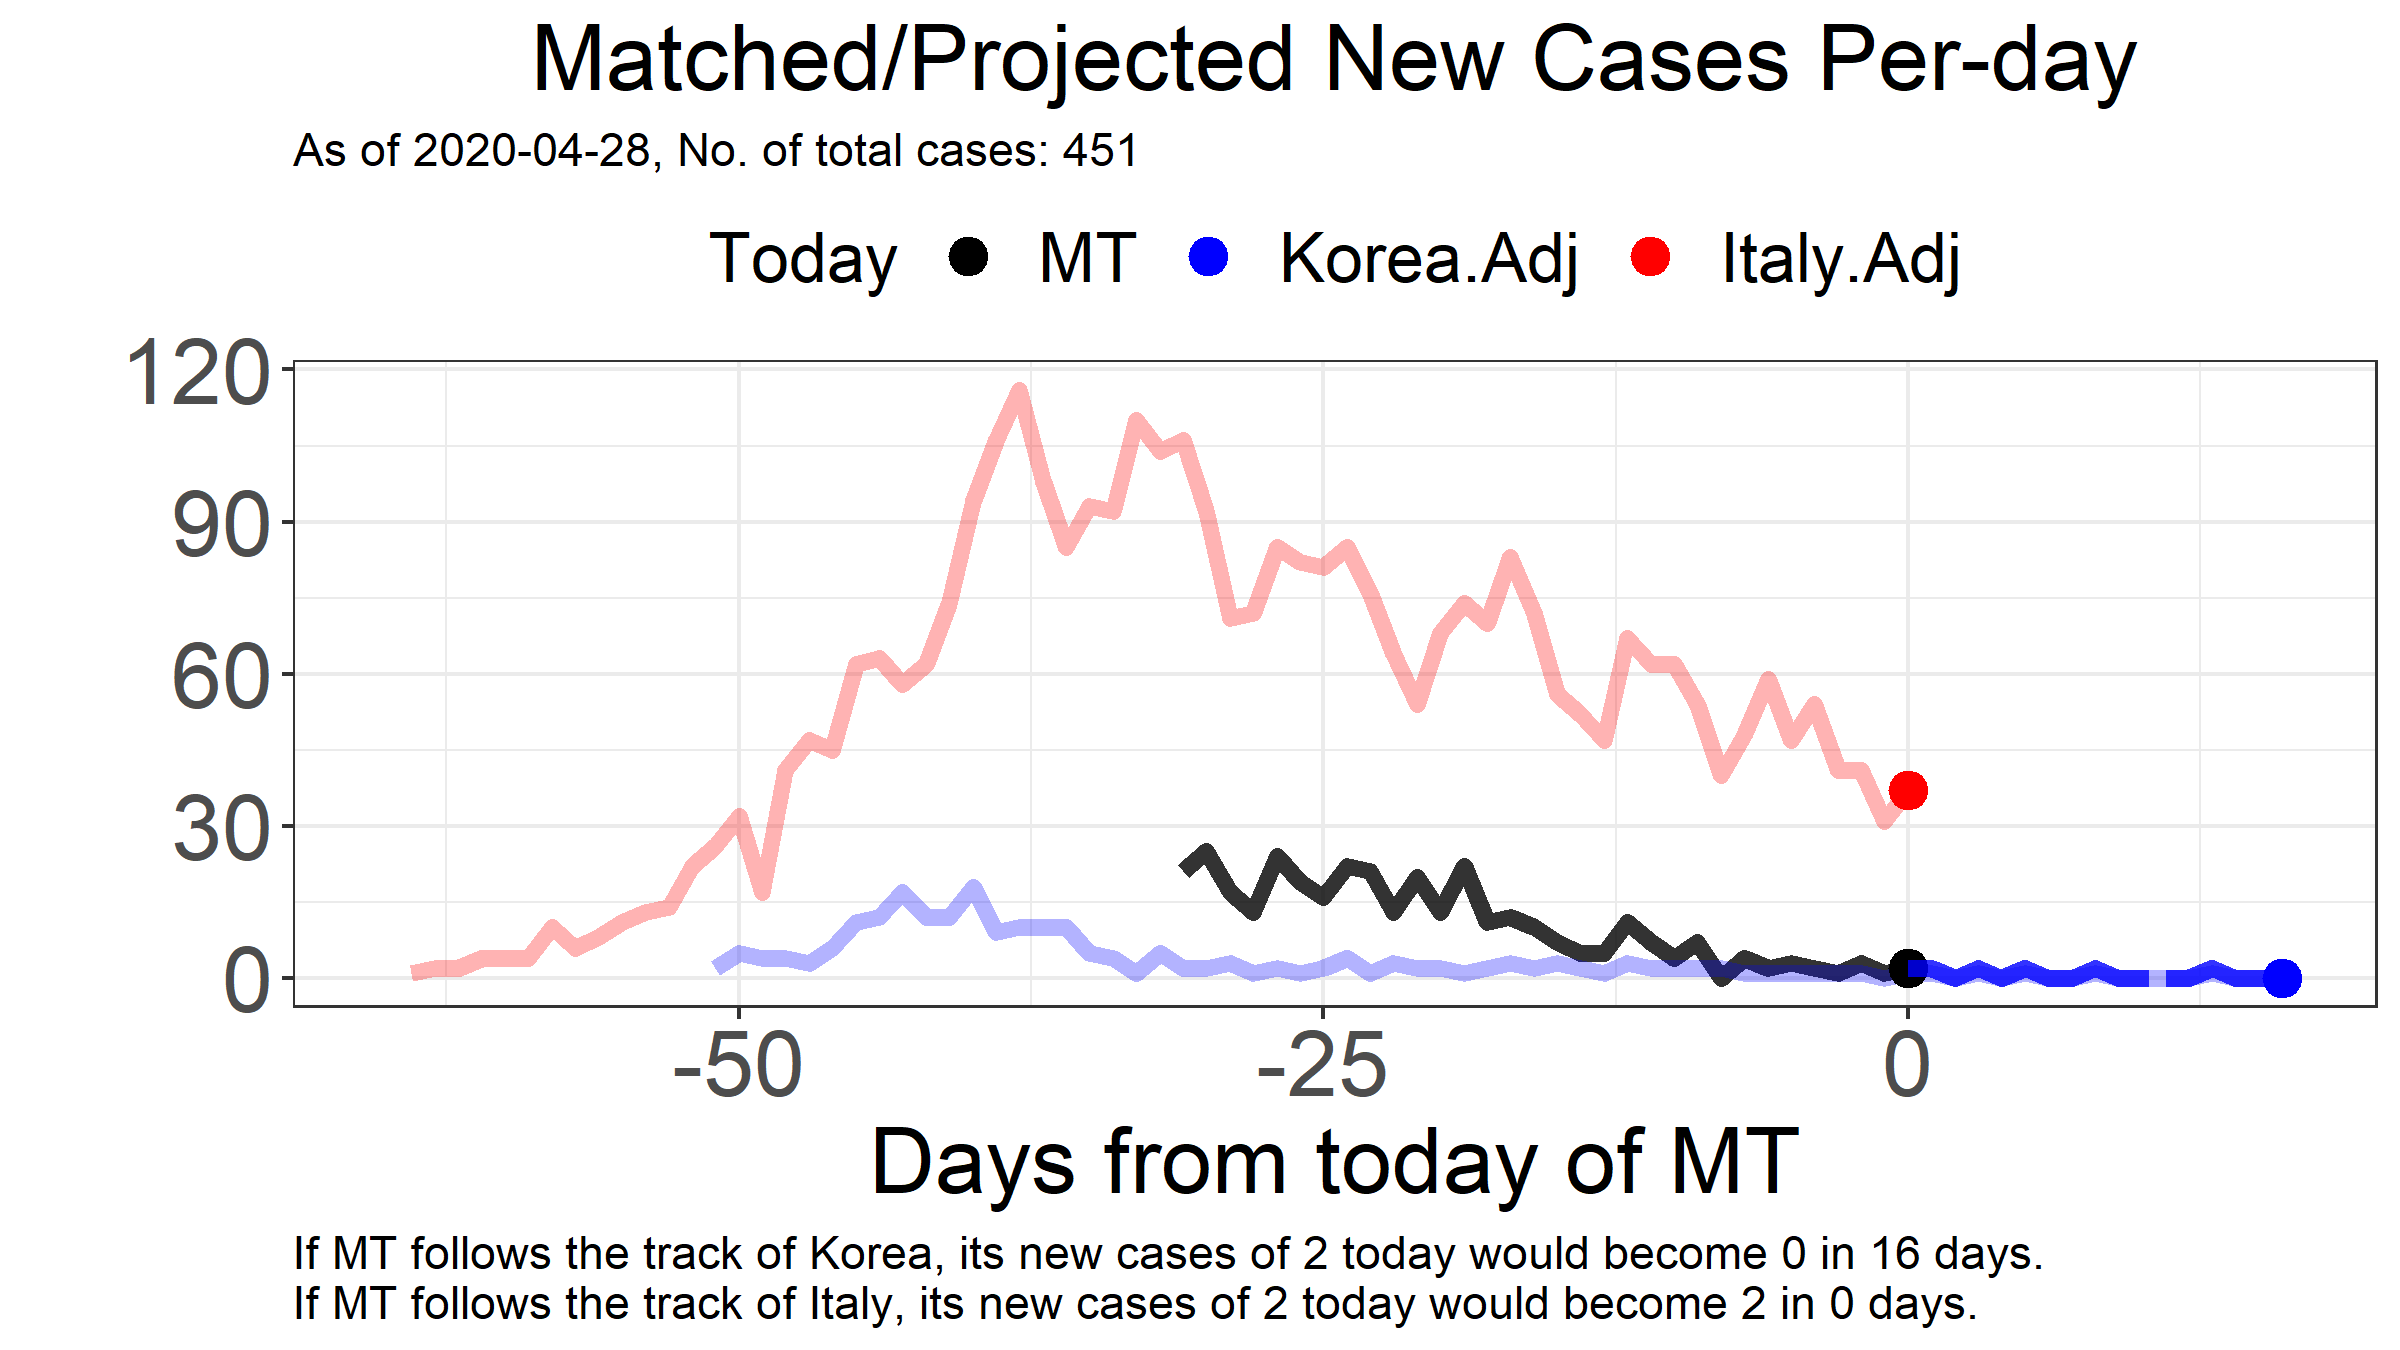 Matched/Projected New Cases Per-day
As of 2020-04-28, No. of total cases: 451
Today MT Korea.Adj Italy.Adj
120
90
60
30
0
-50 -25 0
Days from today of MT
If MT follows the track of Korea, its new cases of 2 today would become 0 in 16 days.
If MT follows the track of Italy, its new cases of 2 today would become 2 in 0 days.